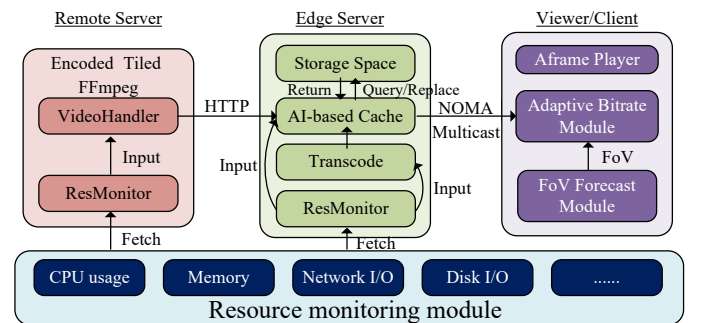 Remote Server
Encoded Tiled
FFmpeg
VideoHandler
Input
ResMonitor
Fetch
HTTP
Edge Server
Storage Space
Return
Query/Replace
AI-based Cache
Transcode
Input
Input
ResMonitor
Fetch
NOMA
Multicast
Viewer/Client
Aframe Player
Adaptive Bitrate
Module
FoV
FoV Forecast
Module
CPU usage
Memory
Network I/O
Disk I/O
......
Resource monitoring module